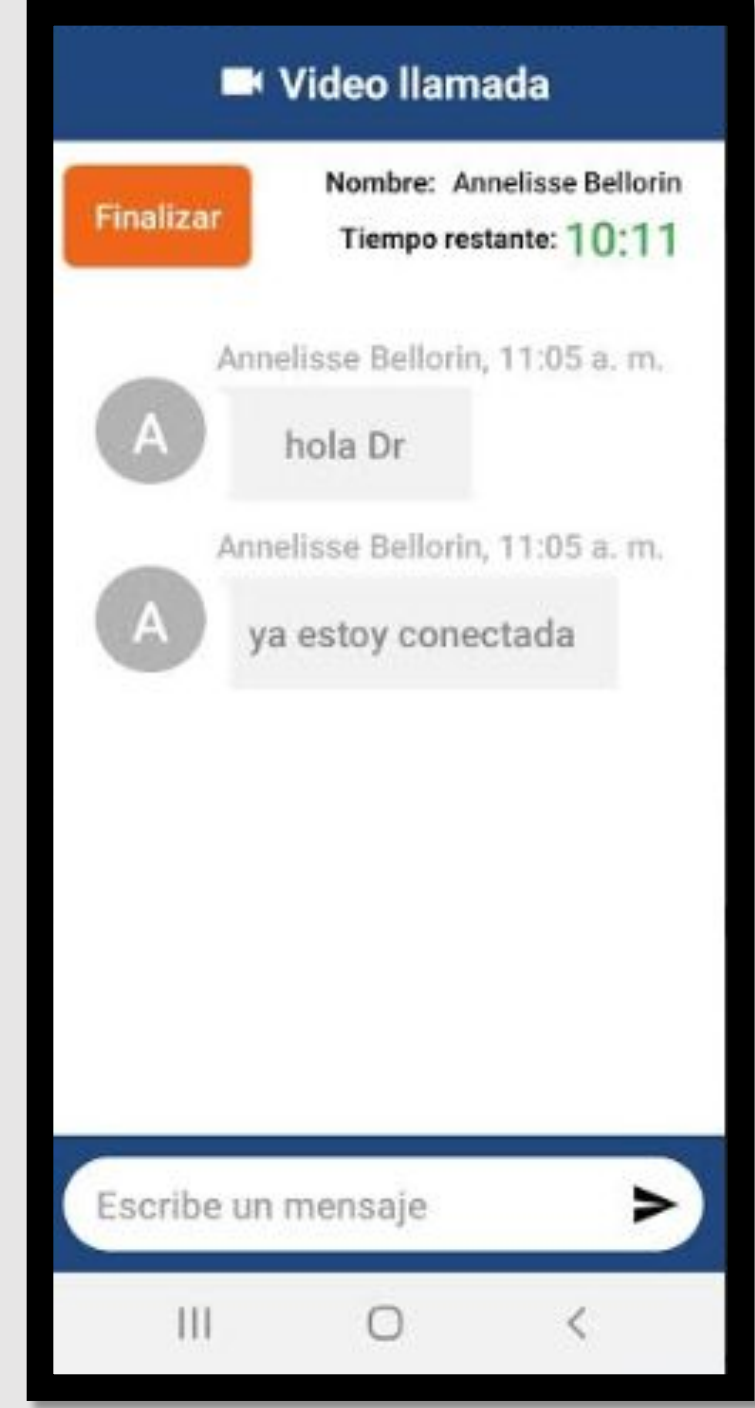 Video llamada
Finalizar
Nombre: Annelisse Bellorin
Tiempo restante: 10:11
Annelisse Bellorin, 11:05 a. m.
A
hola Dr
Annelisse Bellorin, 11:05 a. m.
A
ya estoy conectada
Escribe un mensaje